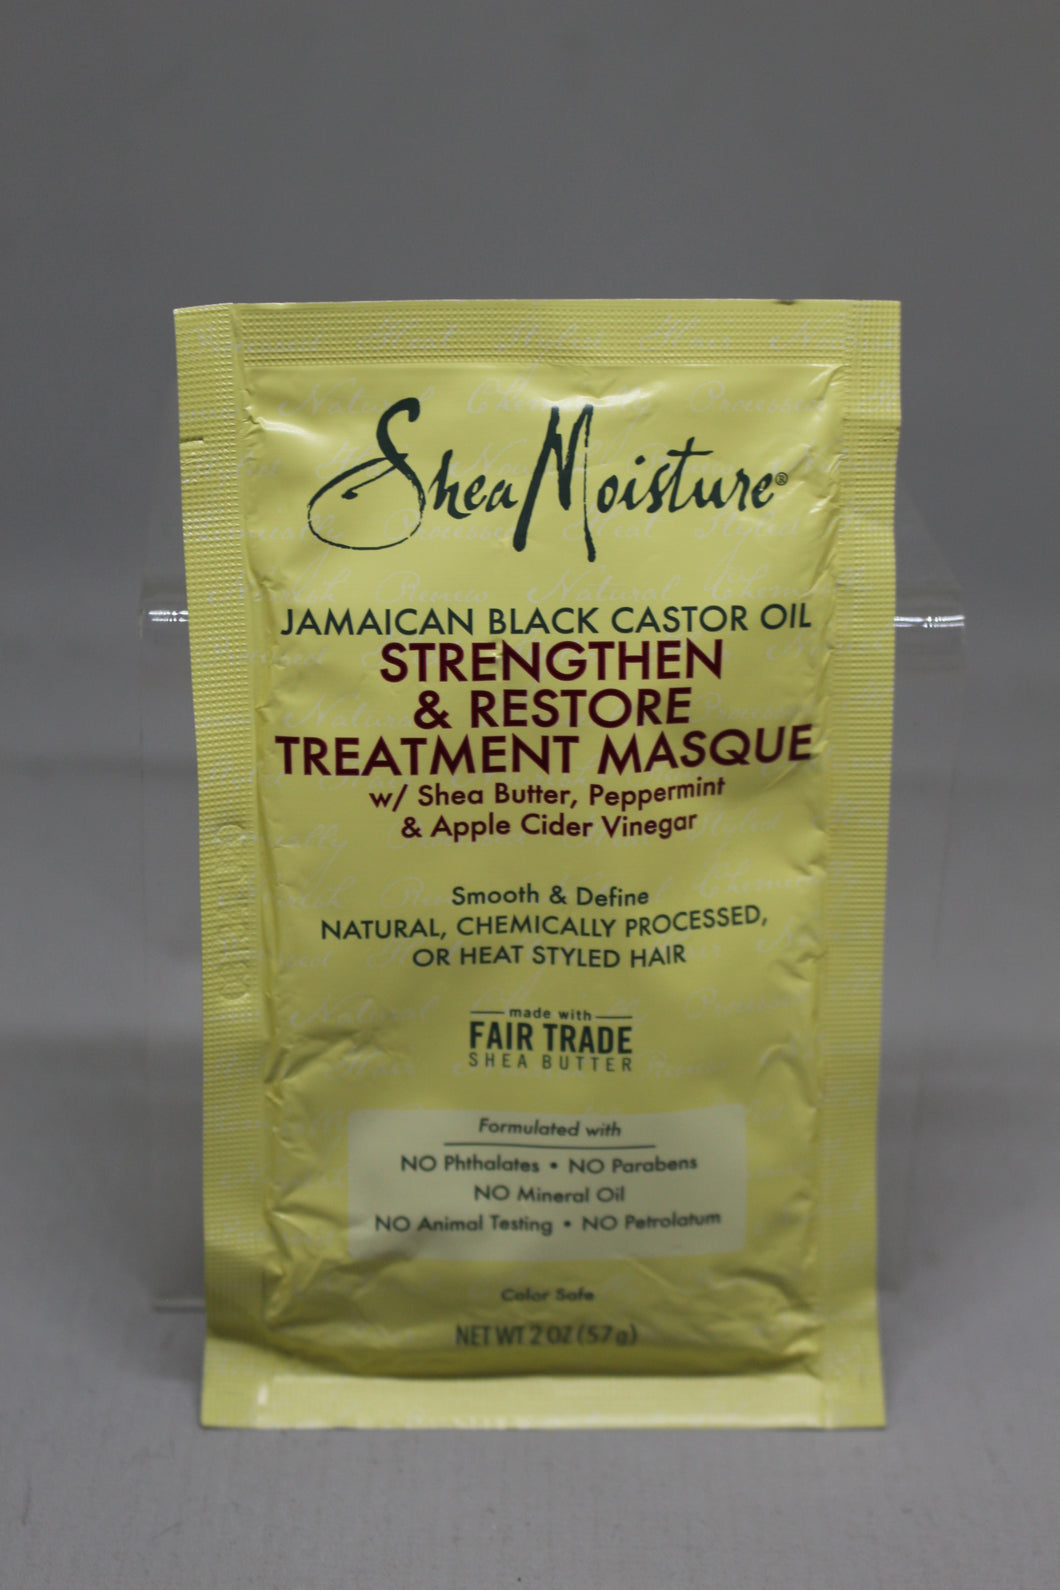 SheaMoisture®
JAMAICAN BLACK CASTOR OIL
STRENGTHEN
& RESTORE
TREATMENT MASQUE
w/ Shea Butter, Peppermint
& Apple Cider Vinegar
Smooth & Define
NATURAL, CHEMICALLY PROCESSED,
OR HEAT STYLED HAIR
made with
FAIR TRADE
SHEA BUTTER
Formulated with
NO Phthalates • NO Parabens
NO Mineral Oil
NO Animal Testing • NO Petrolatum
Color Safe
NET WT 2 OZ (57g)